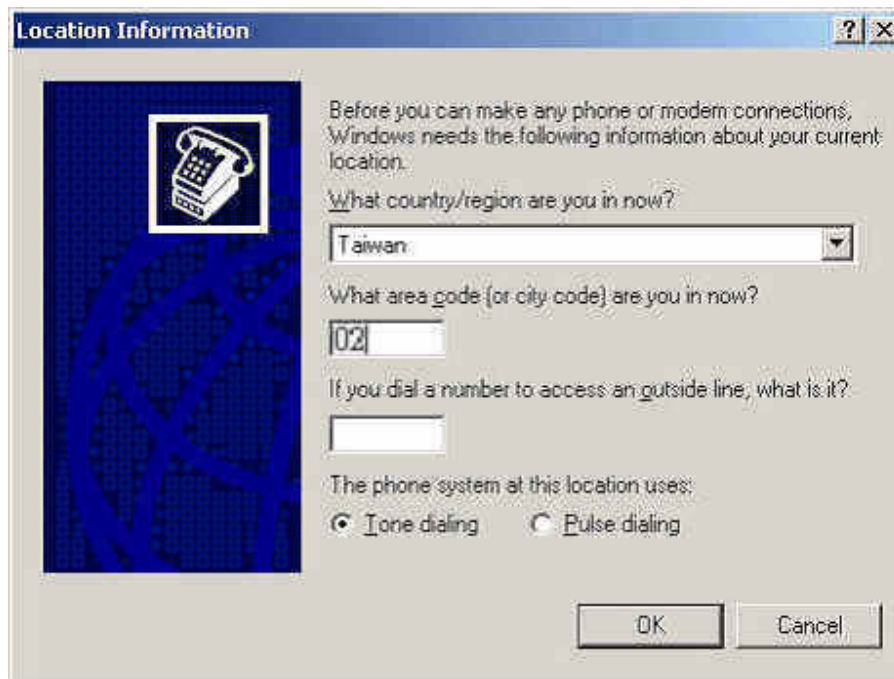 Location Information
Before you can make any phone or modem connections,
Windows needs the following information about your current
location.
What country/region are you in now?
Taiwan
What area code (or city code) are you in now?
02
If you dial a number to access an outside line, what is it?
The phone system at this location uses:
Tone dialing Pulse dialing
OK Cancel